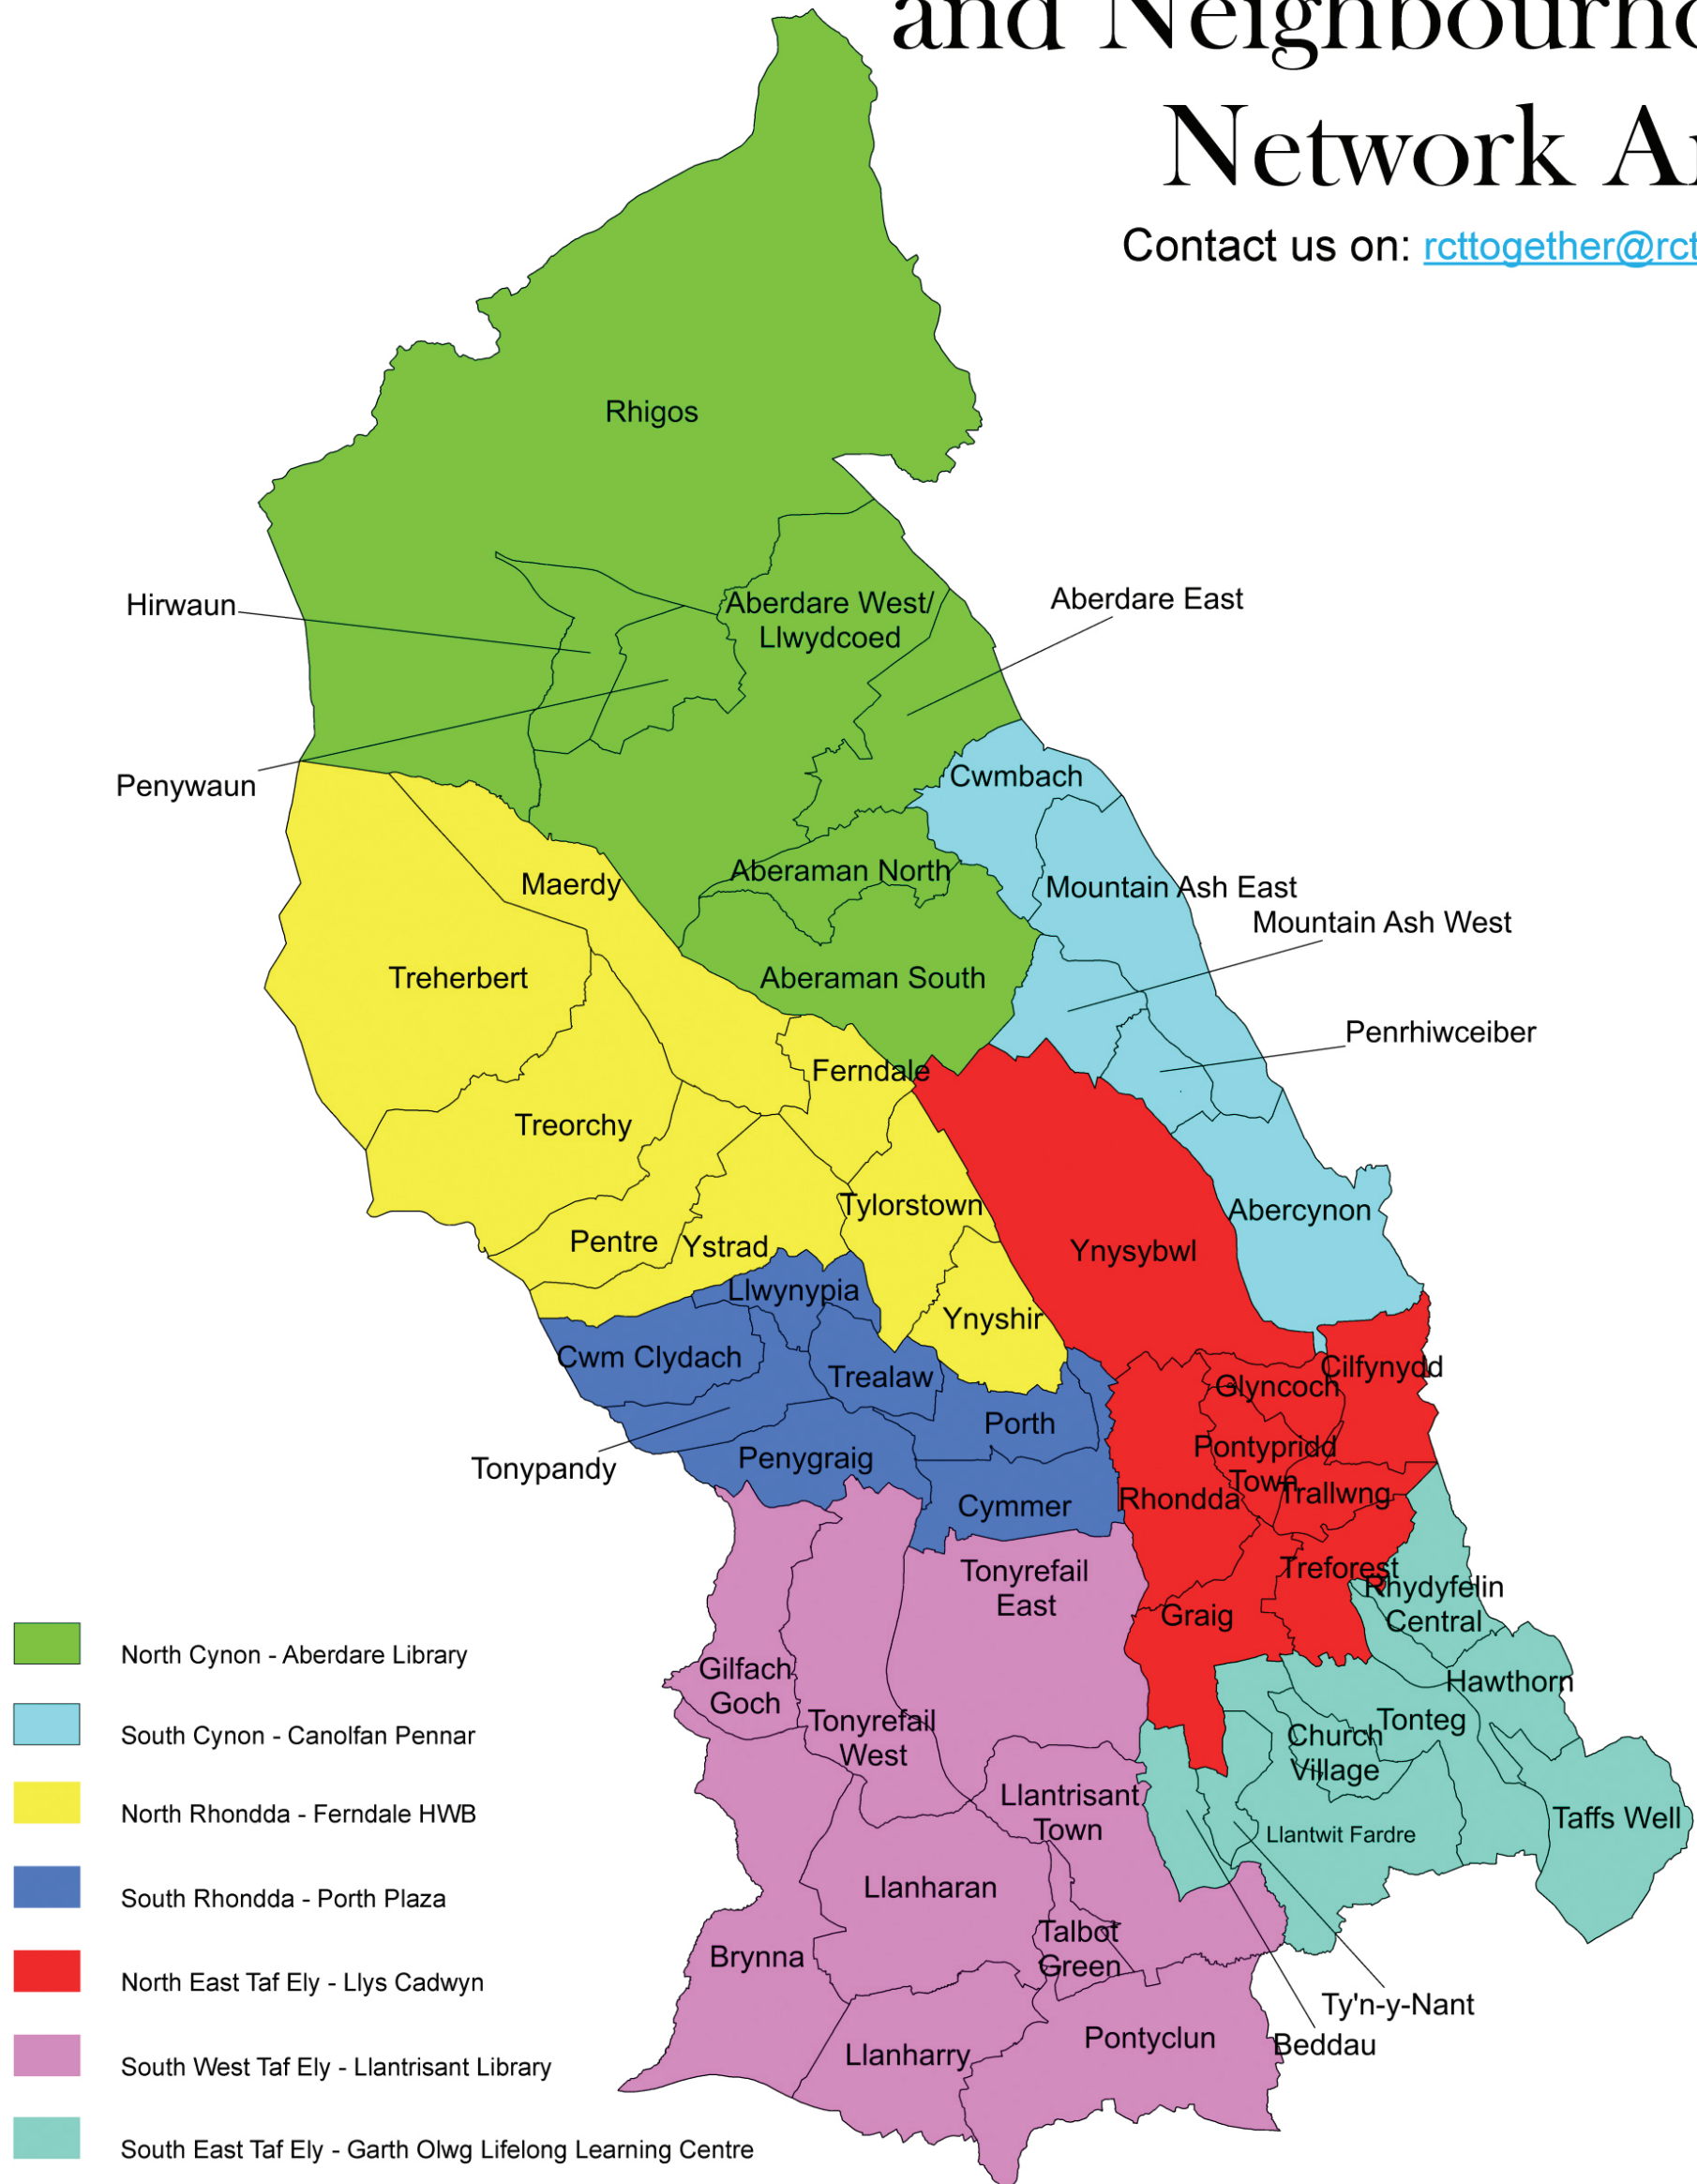 and Neighbourho
Network Ar
Contact us on: rcttogether@rct
Rhigos
Hirwaun
Aberdare West/
Llwydcoed
Aberdare East
Penywaun
Cwmbach
Aberaman North
Maerdy
Mountain Ash East
Mountain Ash West
Treherbert
Aberaman South
Penrhiwceiber
Ferndale
Treorchy
Tylorstown
Abercynon
Pentre
Ystrad
Ynysybwl
Llwynypia
Ynyshir
Cwm Clydach
Trealaw
Cilfynydd
Glyncoch
Porth
Pontypridd
Town
Tonypandy
Penygraig
Cymmer
Rhondda
Trallwng
Tonyrefail
East
Treforest
Rhydyfelin
Central
Graig
Gilfach
Goch
Hawthorn
Tonyrefail
West
Tonteg
Church
Village
Llantrisant
Town
Taffs Well
Llantwit Fardre
Llanharan
Talbot
Green
Brynna
Ty'n-y-Nant
Beddau
Pontyclun
Llanharry
North Cynon - Aberdare Library
South Cynon - Canolfan Pennar
North Rhondda - Ferndale HWB
South Rhondda - Porth Plaza
North East Taf Ely - Llys Cadwyn
South West Taf Ely - Llantrisant Library
South East Taf Ely - Garth Olwg Lifelong Learning Centre